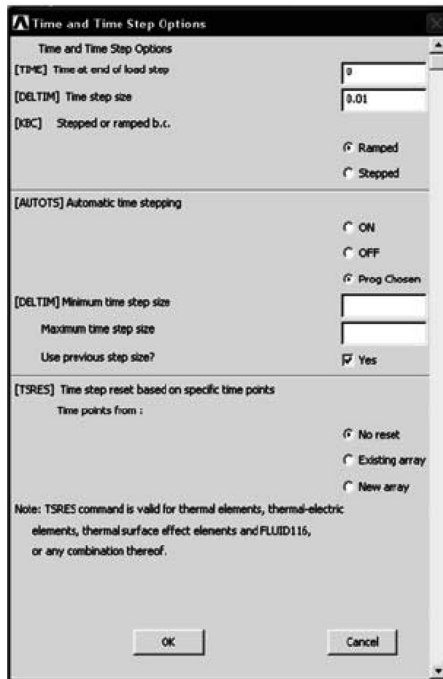 Time and Time Step Options
Time and Time Step Options
[TIME] Time at end of load step 0
[DELTIM] Time step size 0.01
[KBC] Stepped or ramped b.c.
Ramped
Stepped
[AUTOTS] Automatic time stepping
ON
OFF
Prog Chosen
[DELTIM] Minimum time step size
Maximum time step size
Use previous step size? Yes
[TSRES] Time step reset based on specific time points
Time points from :
No reset
Existing array
New array
Note: TSRES command is valid for thermal elements, thermal-electric
elements, thermal surface effect elements and FLUID116,
or any combination thereof.
OK Cancel